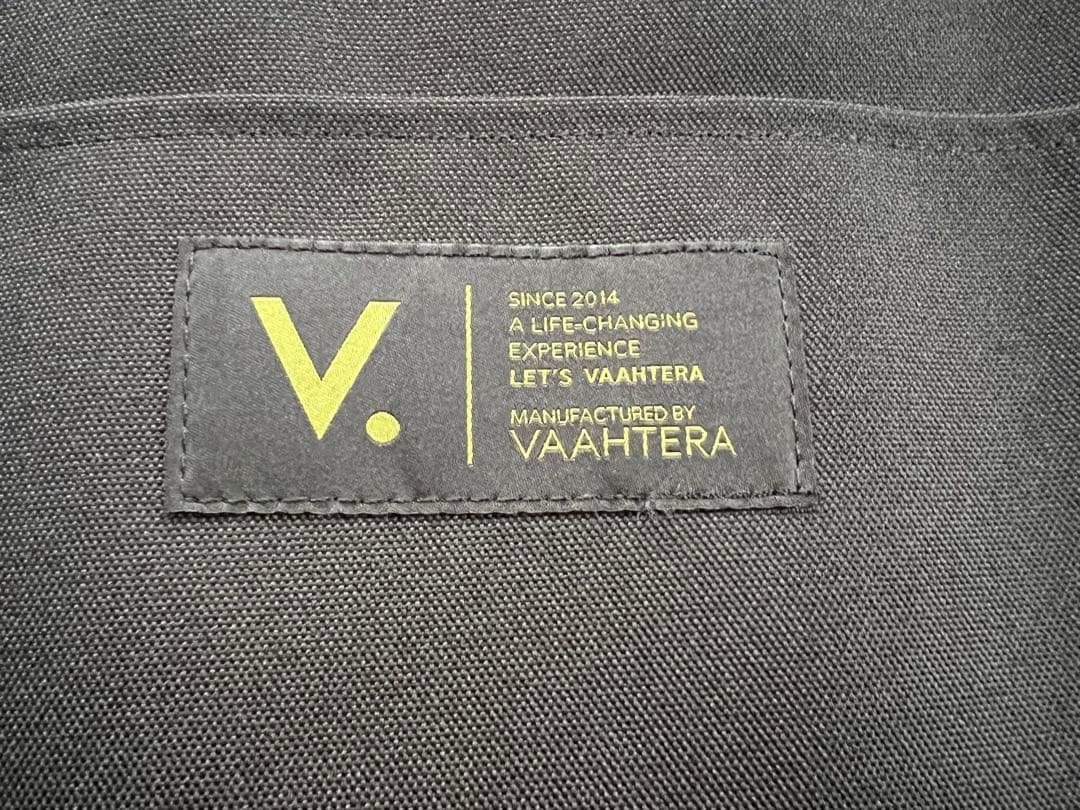 V.
SINCE 2014
A LIFE-CHANGING
EXPERIENCE
LET'S VAAHTERA
MANUFACTURED BY
VAAHTERA